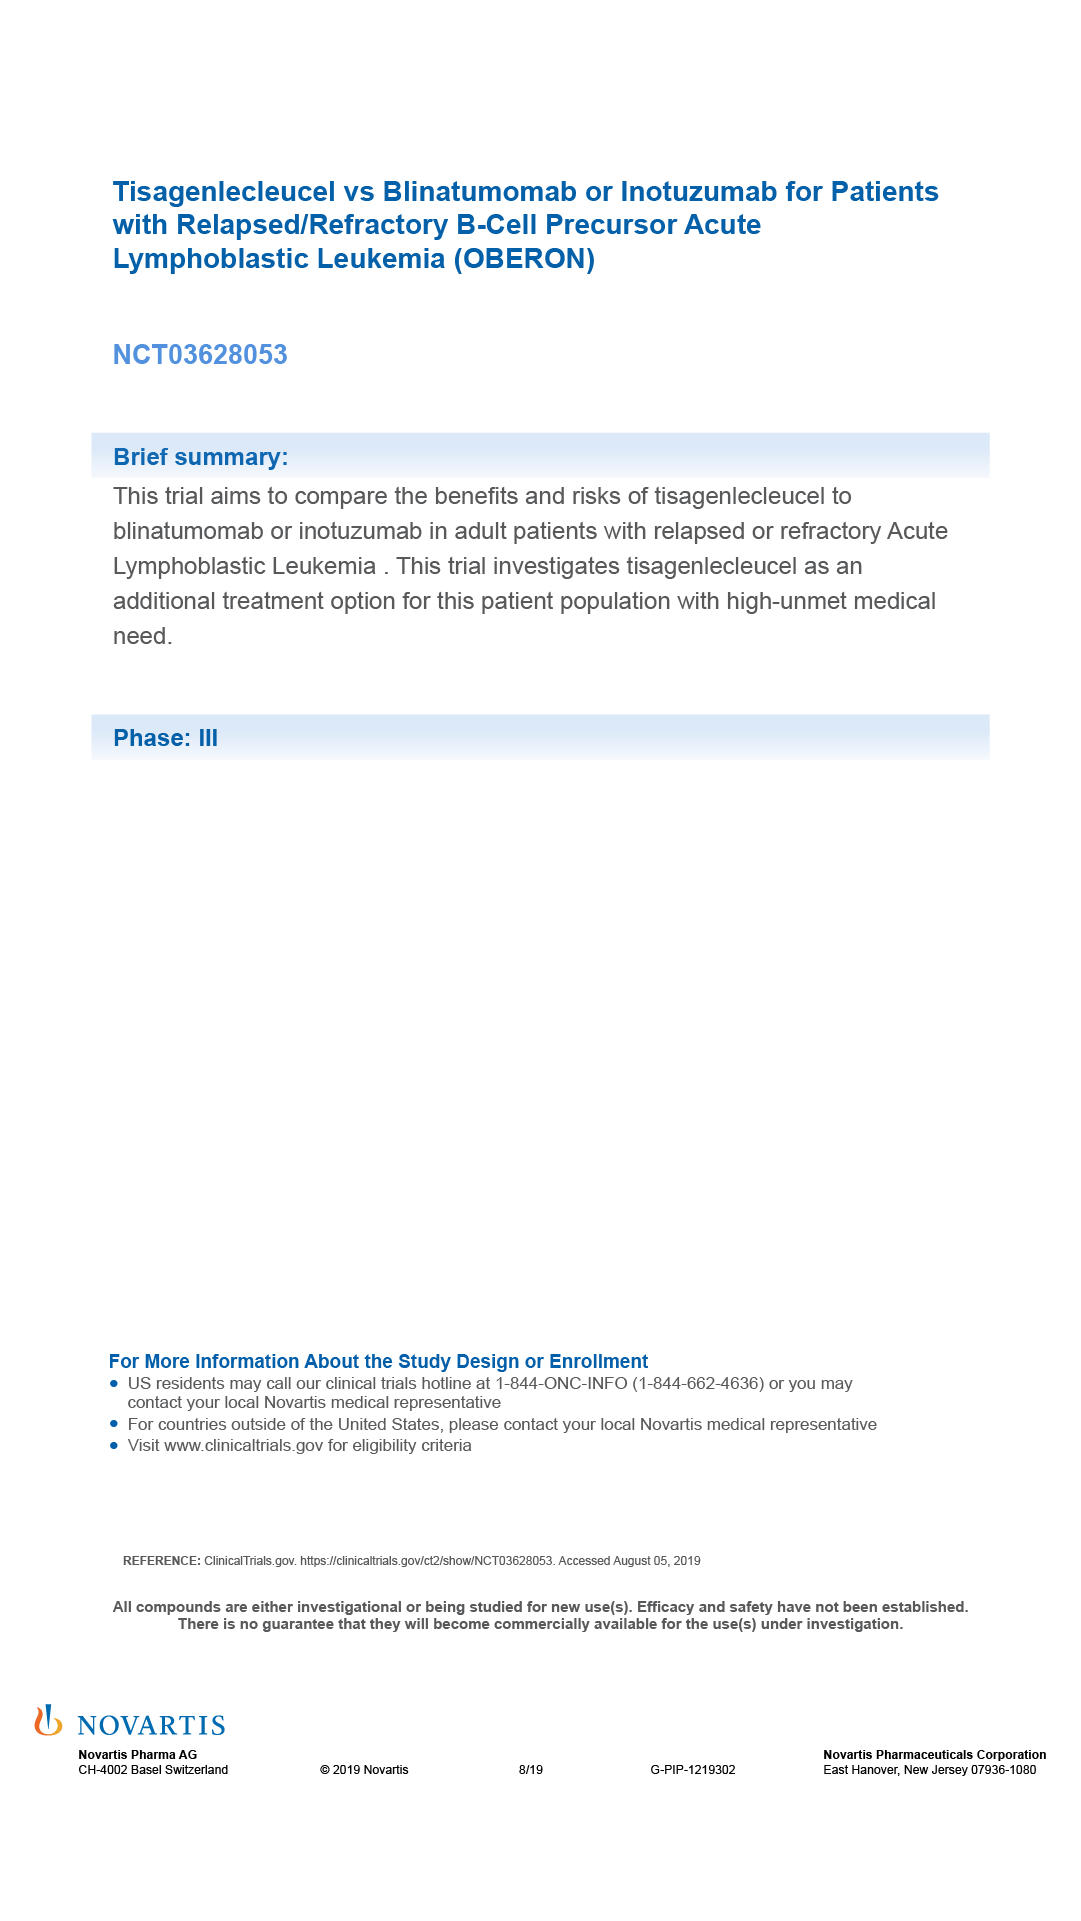 Tisagenlecleucel vs Blinatumomab or Inotuzumab for Patients
with Relapsed/Refractory B-Cell Precursor Acute
Lymphoblastic Leukemia (OBERON)
NCT03628053
Brief summary:
This trial aims to compare the benefits and risks of tisagenlecleucel to
blinatumomab or inotuzumab in adult patients with relapsed or refractory Acute
Lymphoblastic Leukemia . This trial investigates tisagenlecleucel as an
additional treatment option for this patient population with high-unmet medical
need.
Phase: III
For More Information About the Study Design or Enrollment
● US residents may call our clinical trials hotline at 1-844-ONC-INFO (1-844-662-4636) or you may
contact your local Novartis medical representative
● For countries outside of the United States, please contact your local Novartis medical representative
● Visit www.clinicaltrials.gov for eligibility criteria
REFERENCE: ClinicalTrials.gov. https://clinicaltrials.gov/ct2/show/NCT03628053. Accessed August 05, 2019
All compounds are either investigational or being studied for new use(s). Efficacy and safety have not been established.
There is no guarantee that they will become commercially available for the use(s) under investigation.
NOVARTIS
Novartis Pharma AG
CH-4002 Basel Switzerland
© 2019 Novartis
8/19
G-PIP-1219302
Novartis Pharmaceuticals Corporation
East Hanover, New Jersey 07936-1080